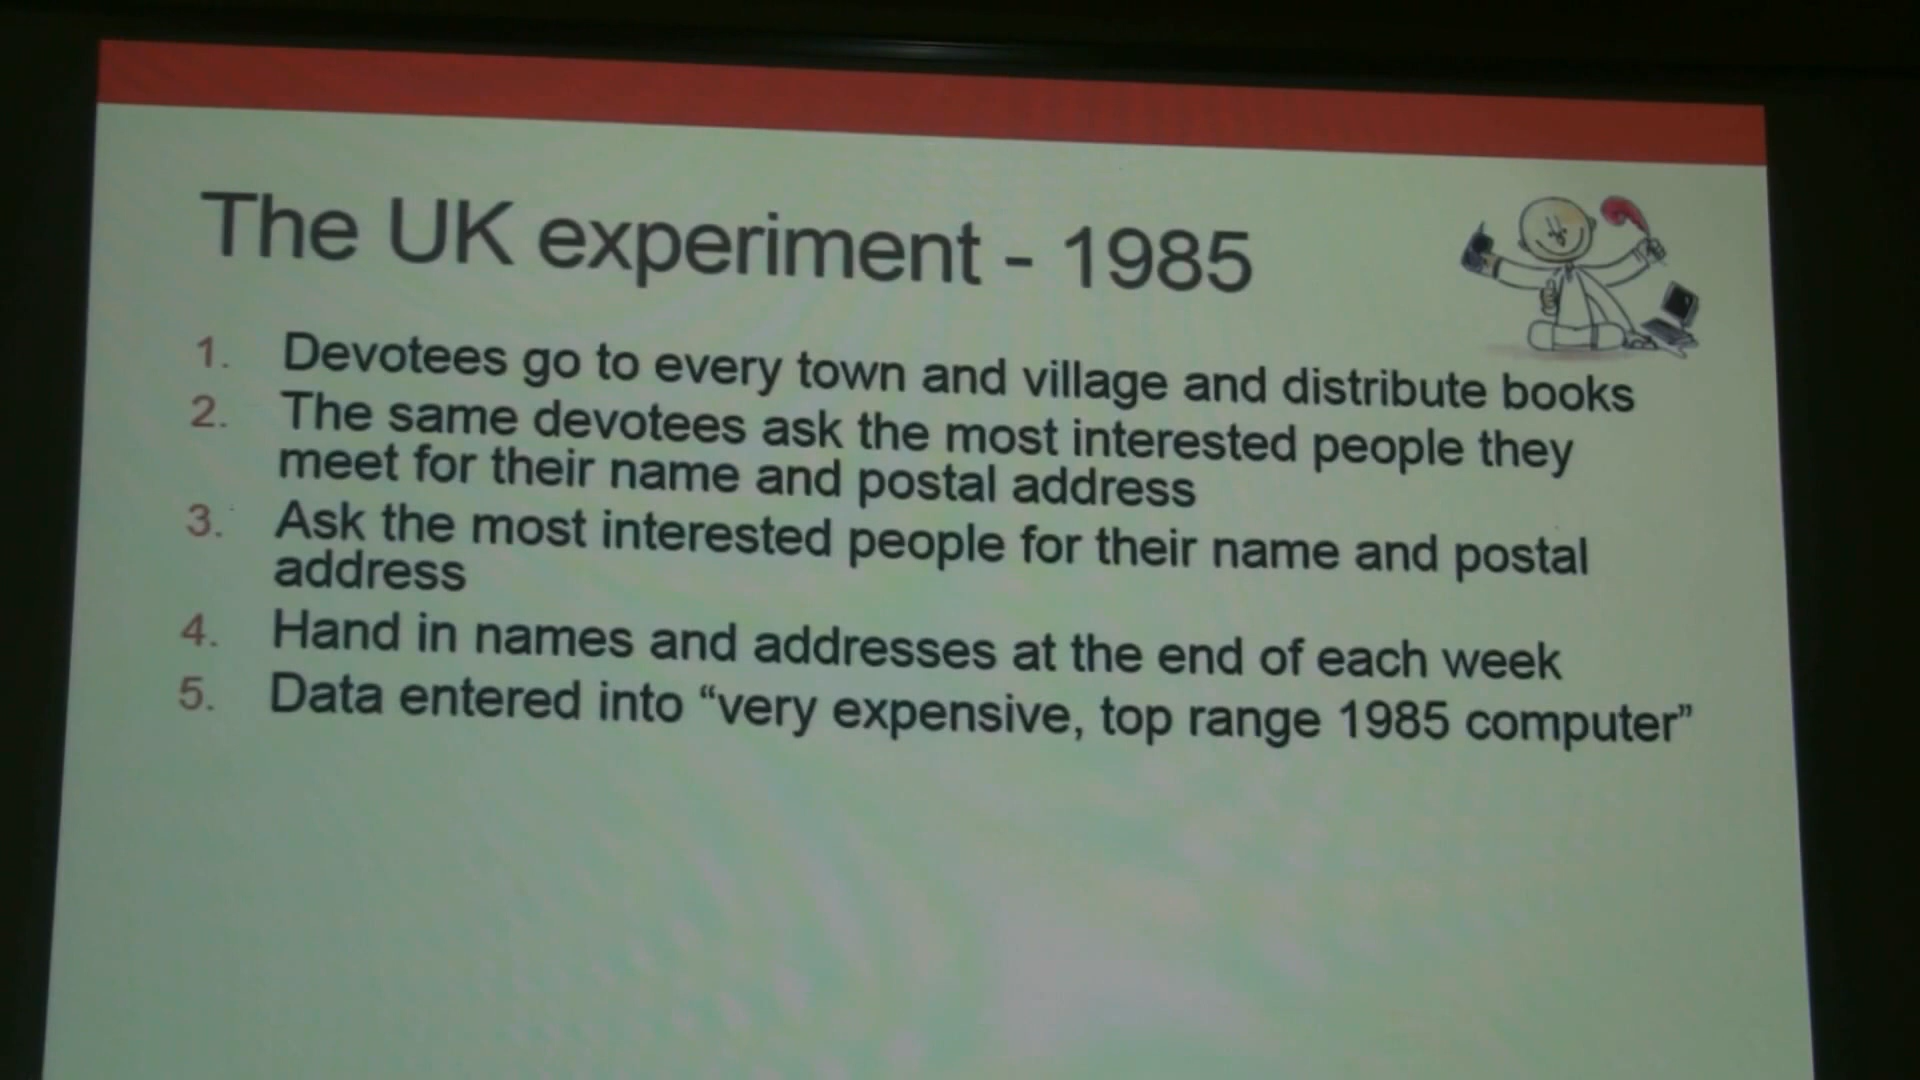 The UK experiment - 1985
1. Devotees go to every town and village and distribute books
2. The same devotees ask the most interested people they
meet for their name and postal address
3. Ask the most interested people for their name and postal
address
4. Hand in names and addresses at the end of each week
5. Data entered into “very expensive, top range 1985 computer”